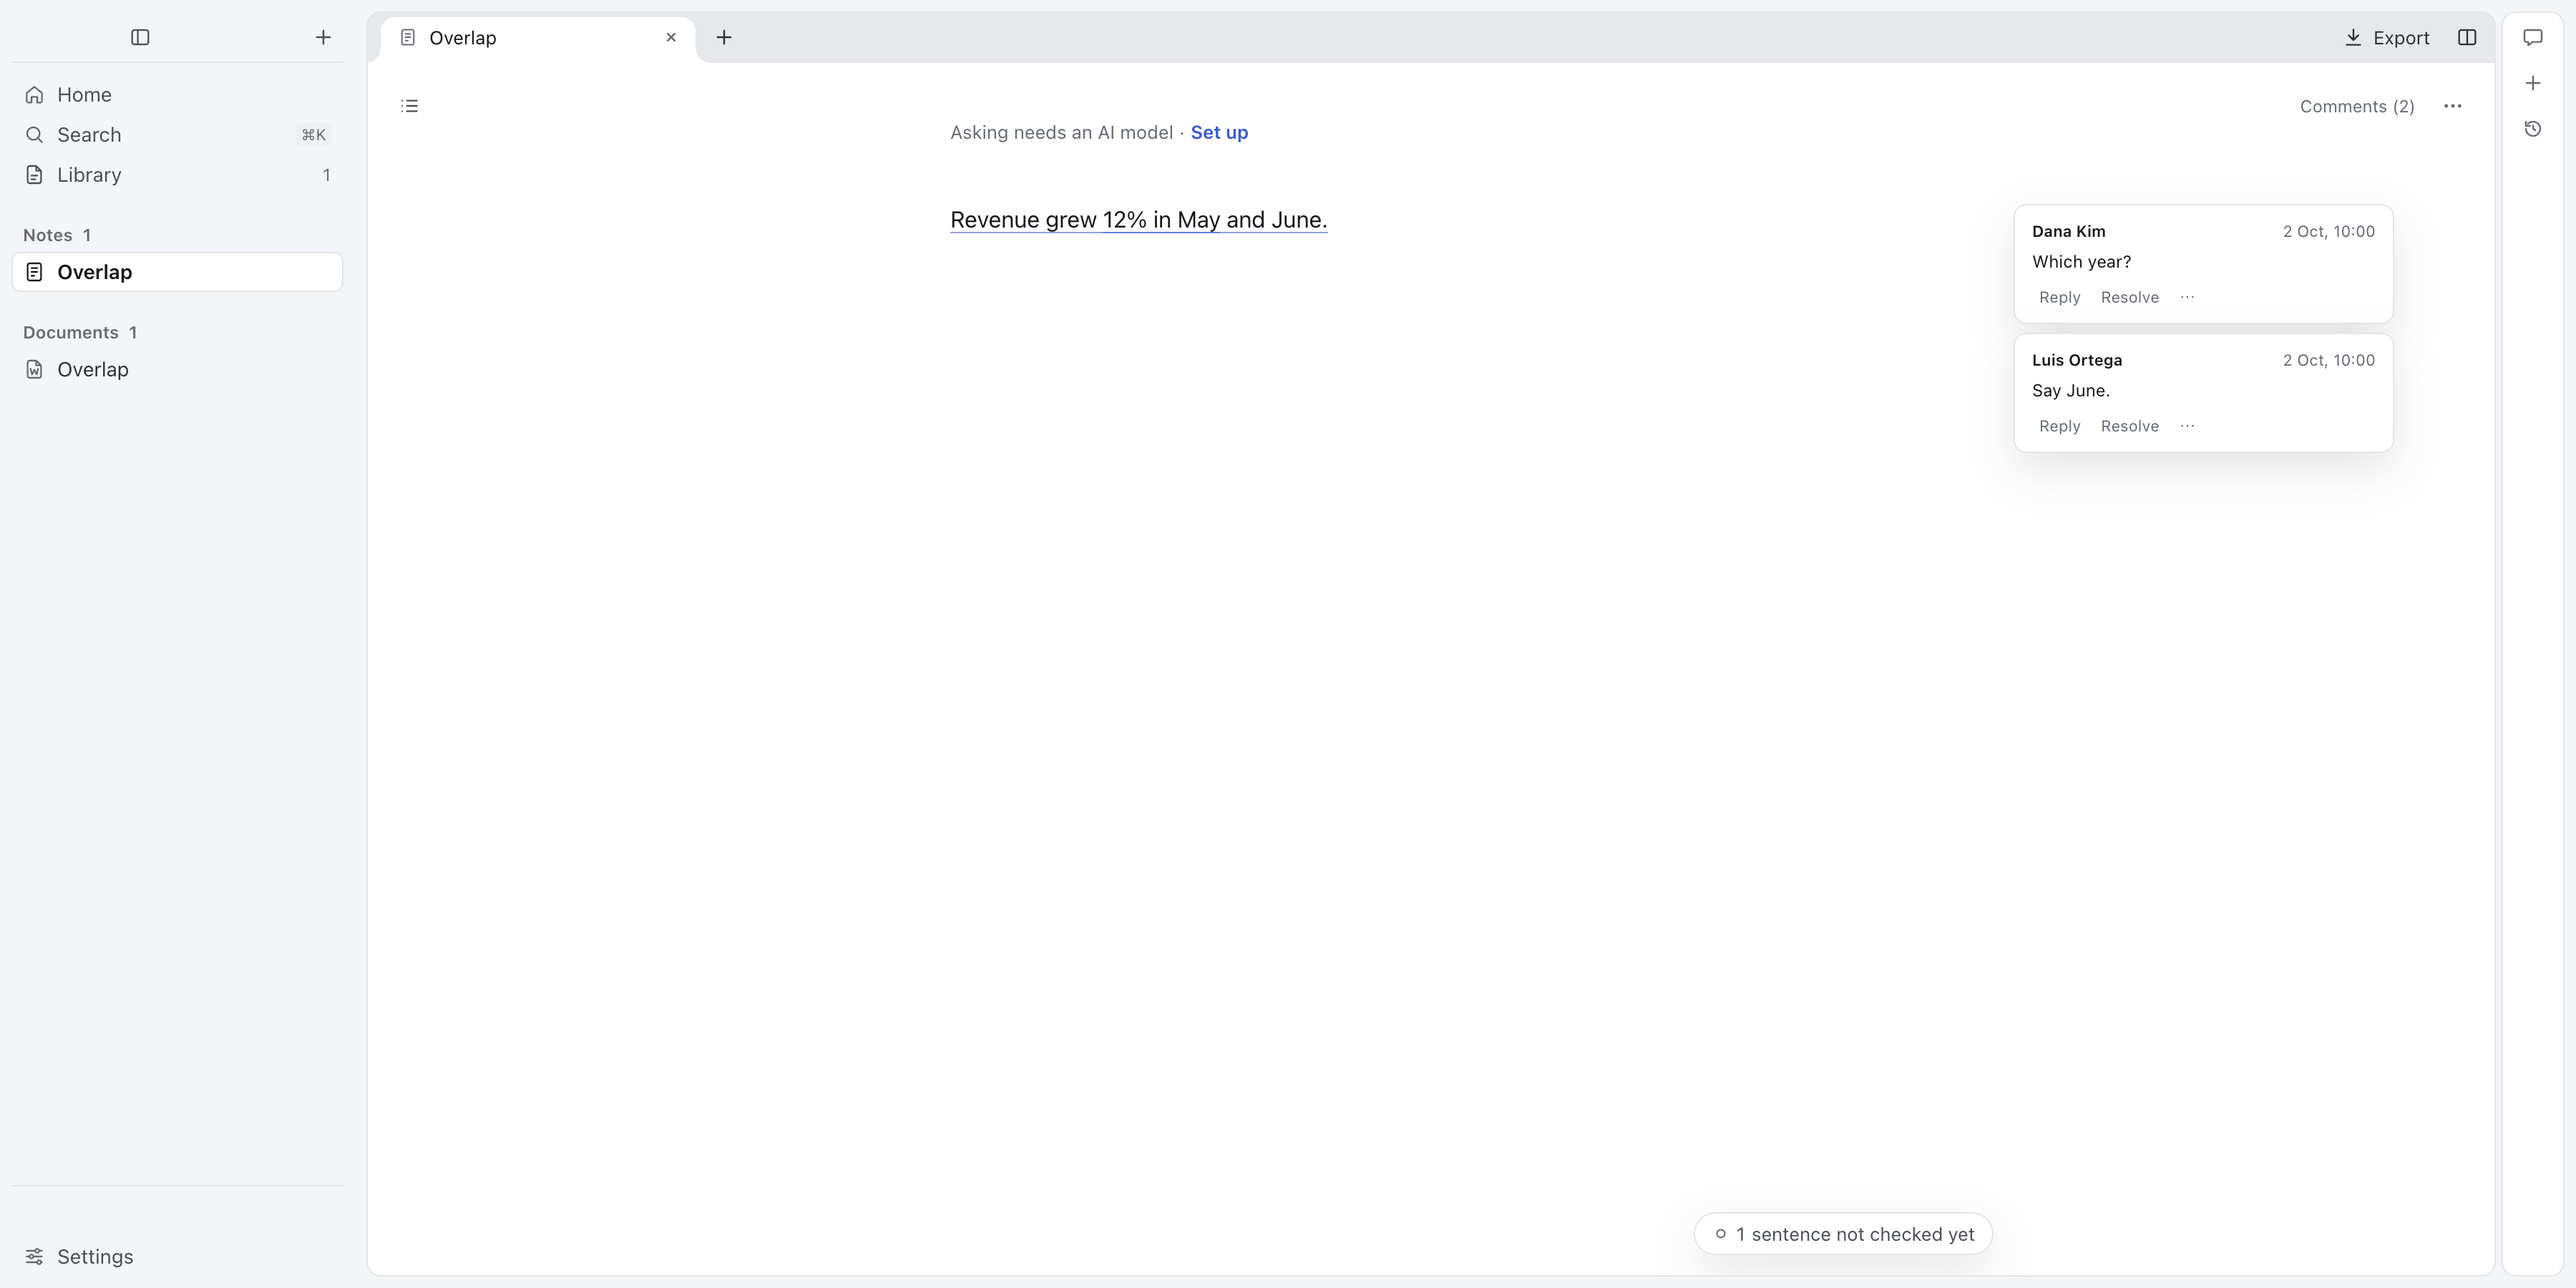 Home
Search ⌘K
Library 1
Notes 1
Overlap
Documents 1
Overlap
Settings
Overlap
Export
Comments (2)
Asking needs an AI model · Set up
Revenue grew 12% in May and June.
Dana Kim 2 Oct, 10:00
Which year?
Reply Resolve ···
Luis Ortega 2 Oct, 10:00
Say June.
Reply Resolve ···
1 sentence not checked yet